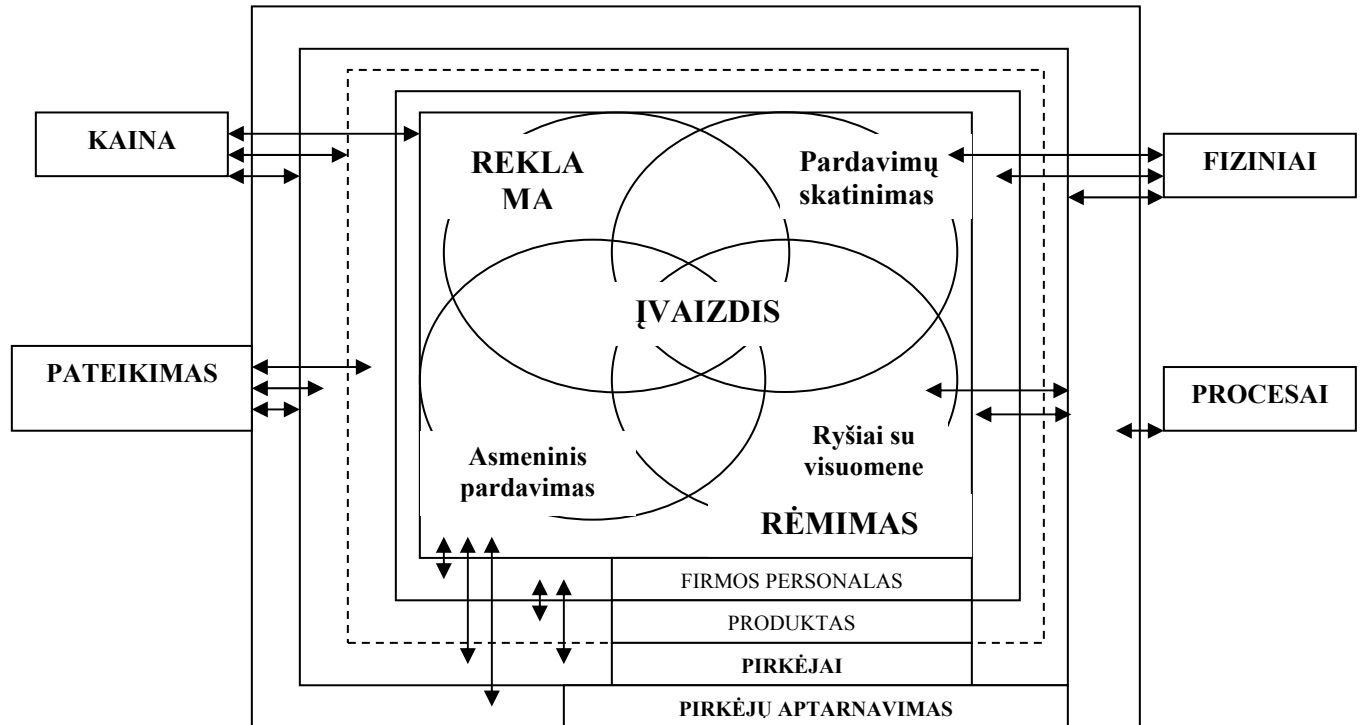 KAINA
REKLA
MA
Pardavimų
skatinimas
FIZINIAI
ĮVAIZDIS
PATEIKIMAS
PROCESAI
Asmeninis
pardavimas
Ryšiai su
visuomene
RĖMIMAS
FIRMOS PERSONALAS
PRODUKTAS
PIRKĖJAI
PIRKĖJŲ APTARNAVIMAS